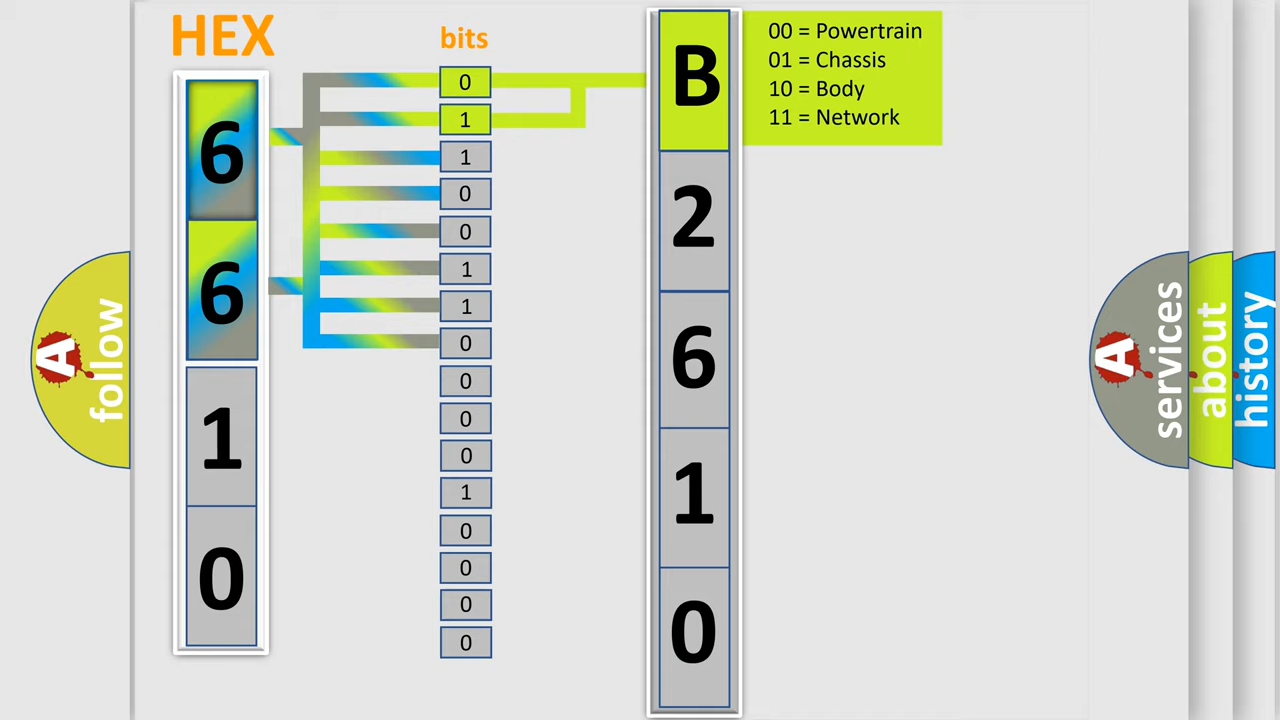 HEX
bits
6
6
1
0
0
1
1
0
0
1
1
0
0
0
0
1
0
0
0
0
B
2
6
1
0
00 = Powertrain
01 = Chassis
10 = Body
11 = Network
A
follow
A
services
about
history